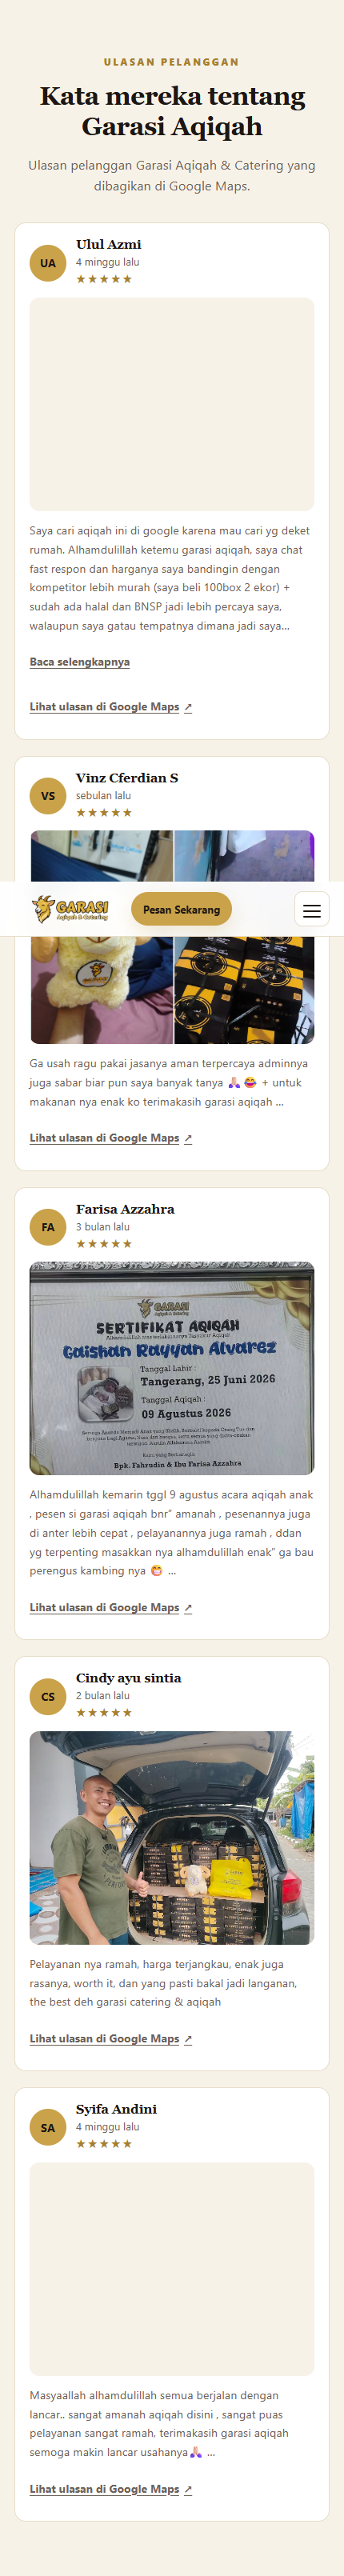 ULASAN PELANGGAN
Kata mereka tentang
Garasi Aqiqah
Ulasan pelanggan Garasi Aqiqah & Catering yang
dibagikan di Google Maps.
UA
Ulul Azmi
4 minggu lalu
★★★★★
Saya cari aqiqah ini di google karena mau cari yg deket
rumah. Alhamdulillah ketemu garasi aqiqah, saya chat
fast respon dan harganya saya bandingin dengan
kompetitor lebih murah (saya beli 100box 2 ekor) +
sudah ada halal dan BNSP jadi lebih percaya saya,
walaupun saya gatau tempatnya dimana jadi saya...
Baca selengkapnya
Lihat ulasan di Google Maps ↗
VS
Vinz Cferdian S
sebulan lalu
★★★★★
GARASI
Aqiqah & Catering
Pesan Sekarang
Ga usah ragu pakai jasanya aman terpercaya adminnya
juga sabar biar pun saya banyak tanya 🙏🏻😂 + untuk
makanan nya enak ko terimakasih garasi aqiqah ...
Lihat ulasan di Google Maps ↗
FA
Farisa Azzahra
3 bulan lalu
★★★★★
GARASI
Aqiqah & Catering
SERTIFIKAT AQIQAH
Gaishan Rayyan Alvarez
Tanggal Lahir :
Tangerang, 25 Juni 2026
Tanggal Aqiqah :
09 Agustus 2026
Bpk. Fahrudin & Ibu Farisa Azzahra
Alhamdulillah kemarin tggl 9 agustus acara aqiqah anak
, pesen si garasi aqiqah bnr" amanah , pesenannya juga
di anter lebih cepat , pelayanannya juga ramah , ddan
yg terpenting masakkan nya alhamdulillah enak" ga bau
perengus kambing nya 😁 ...
Lihat ulasan di Google Maps ↗
CS
Cindy ayu sintia
2 bulan lalu
★★★★★
Pelayanan nya ramah, harga terjangkau, enak juga
rasanya, worth it, dan yang pasti bakal jadi langanan,
the best deh garasi catering & aqiqah
Lihat ulasan di Google Maps ↗
SA
Syifa Andini
4 minggu lalu
★★★★★
Masyaallah alhamdulillah semua berjalan dengan
lancar.. sangat amanah aqiqah disini , sangat puas
pelayanan sangat ramah, terimakasih garasi aqiqah
semoga makin lancar usahanya🙏🏻 ...
Lihat ulasan di Google Maps ↗